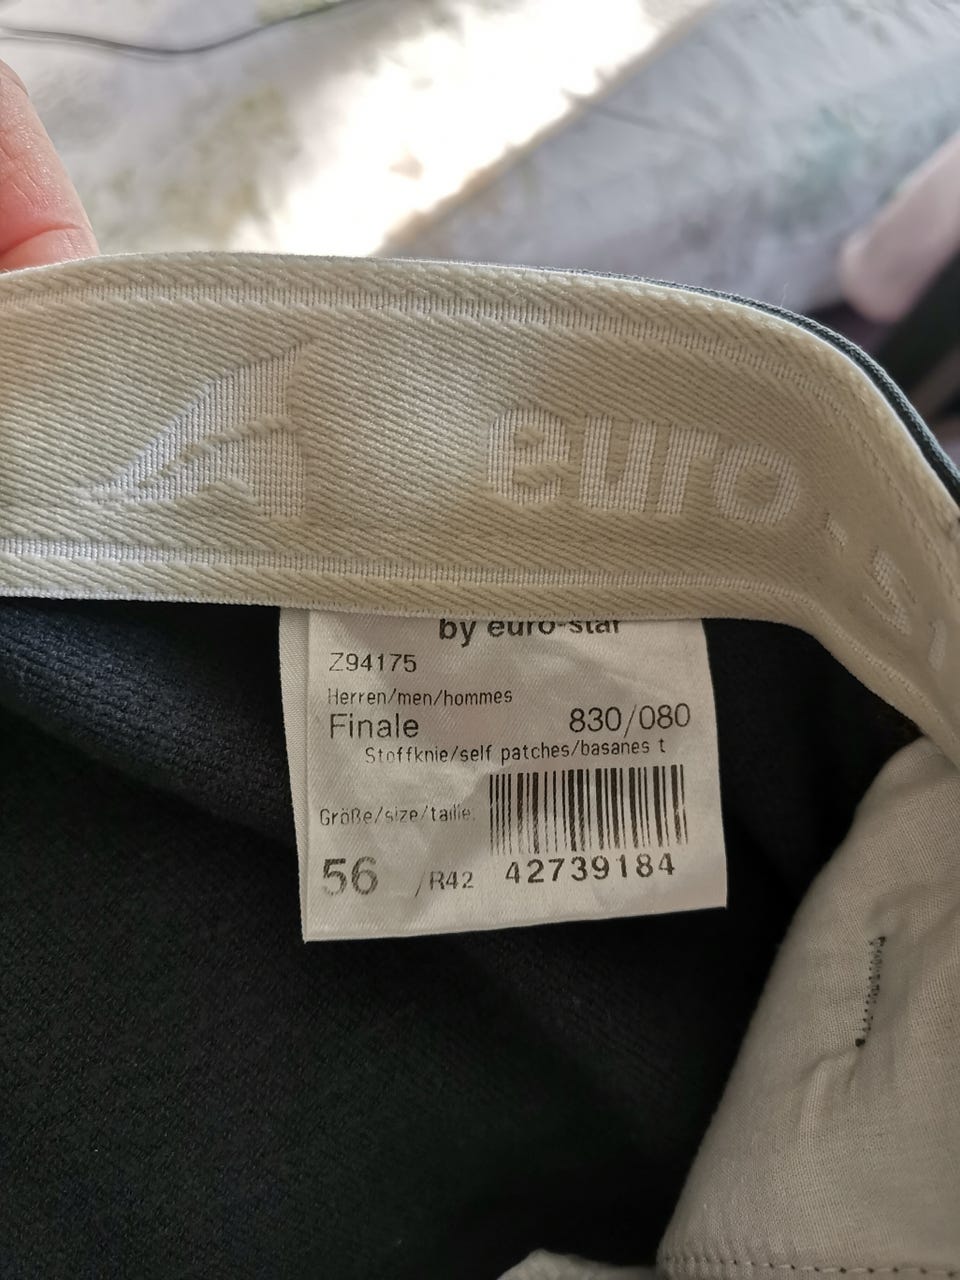 euro
by euro-star
Z94175
Herren/men/hommes
Finale 830/080
Stoffknie/self patches/basanes t
Größe/size/taille:
56 /R42 42739184